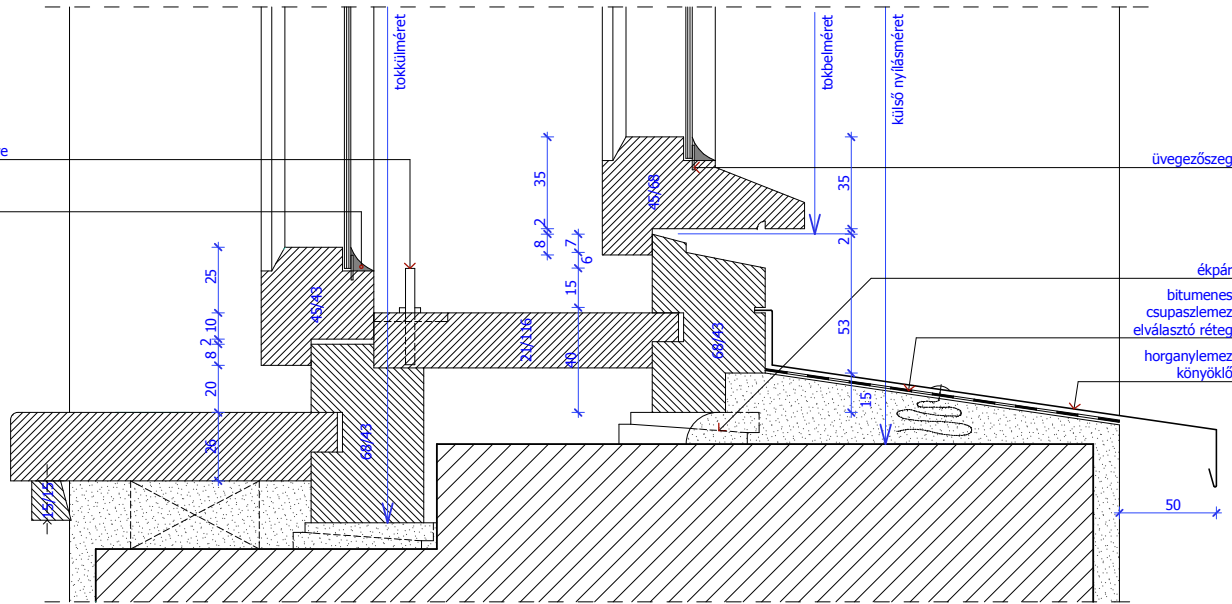 tokkülméret
tokbelméret
külső nyílásméret
re
üvegezőszeg
ékpár
bitumenes
csupaszlemez
elválasztó réteg
horganylemez
könyöklő
35
2
8
7
6
15
40
45/68
35
2
53
15
25
10
2
8
20
26
45/43
21/116
68/43
68/43
15/15
50